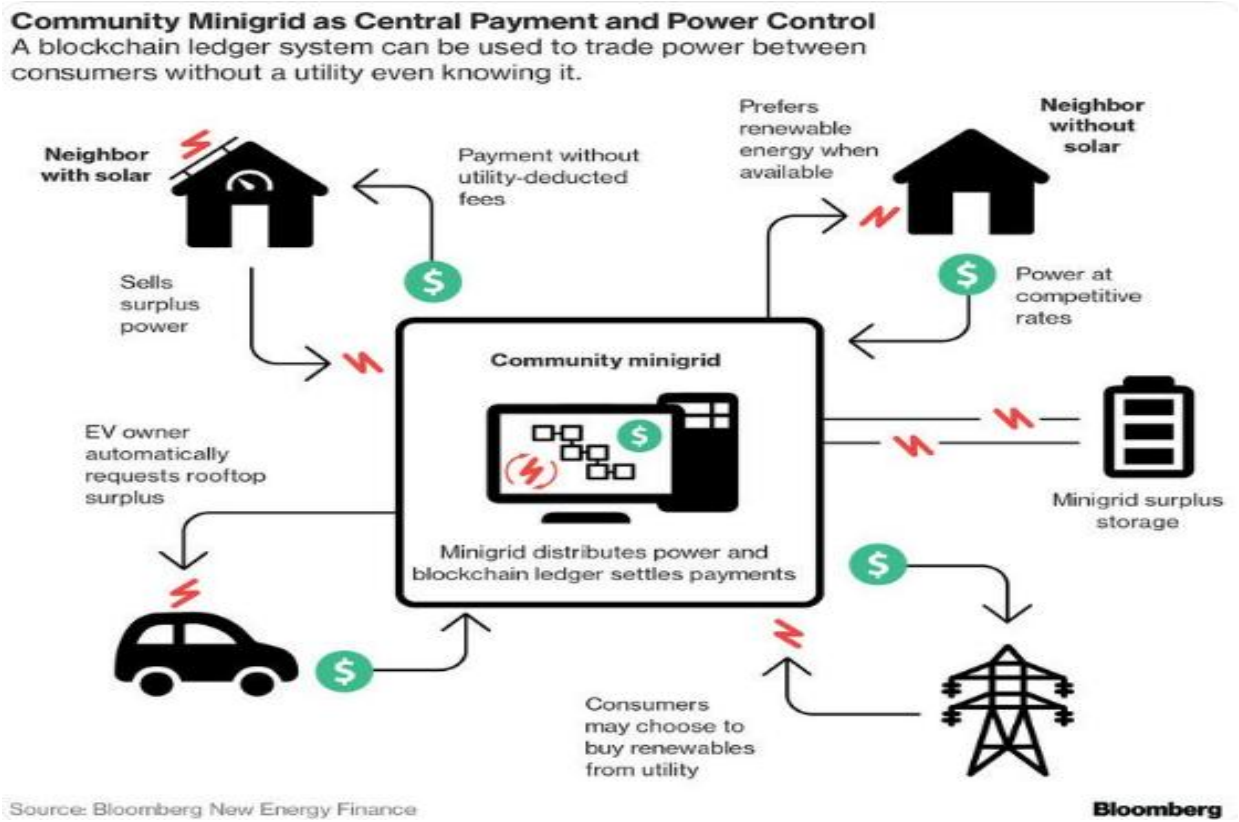 Community Minigrid as Central Payment and Power Control
A blockchain ledger system can be used to trade power between
consumers without a utility even knowing it.
Neighbor
with solar
Payment without
utility-deducted
fees
Prefers
renewable
energy when
available
Neighbor
without
solar
Sells
surplus
power
$
$
Power at
competitive
rates
Community minigrid
$
EV owner
automatically
requests rooftop
surplus
Minigrid surplus
storage
Minigrid distributes power and
blockchain ledger settles payments
$
$
Consumers
may choose to
buy renewables
from utility
Source: Bloomberg New Energy Finance
Bloomberg